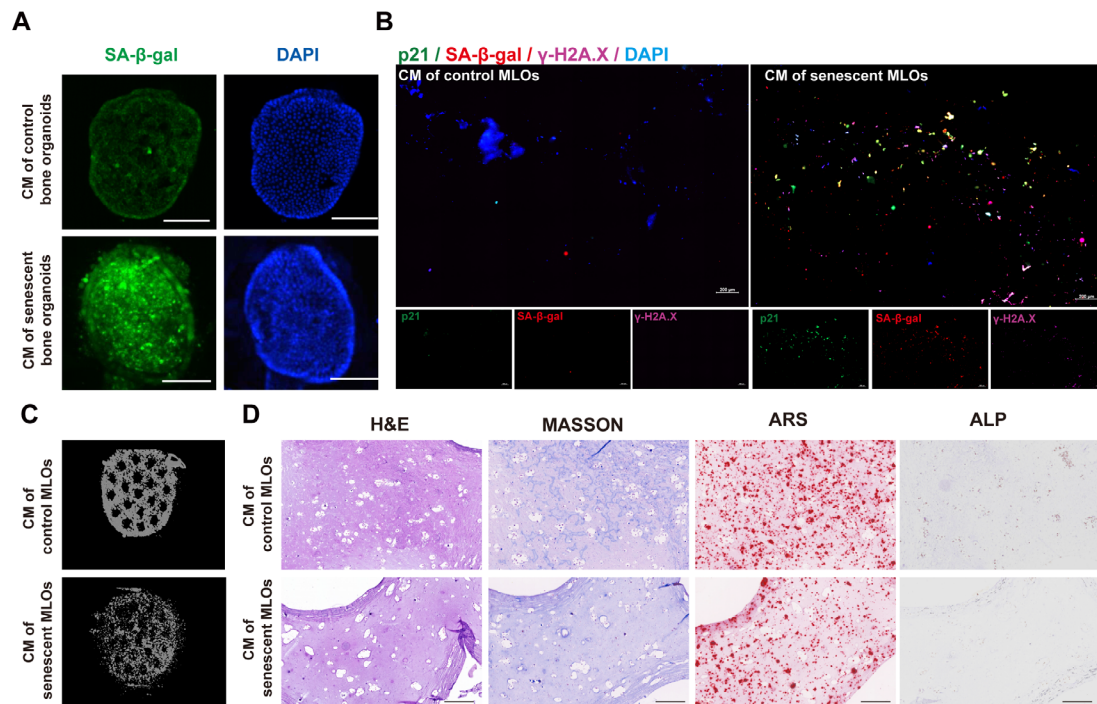 A
SA-β-gal
DAPI
CM of control
bone organoids
CM of senescent
bone organoids
B
p21 / SA-β-gal / γ-H2A.X / DAPI
CM of control MLOs
CM of senescent MLOs
200 μm
200 μm
p21
SA-β-gal
γ-H2A.X
p21
SA-β-gal
γ-H2A.X
C
CM of
control MLOs
CM of
senescent MLOs
D
H&E
MASSON
ARS
ALP
CM of
control MLOs
CM of
senescent MLOs